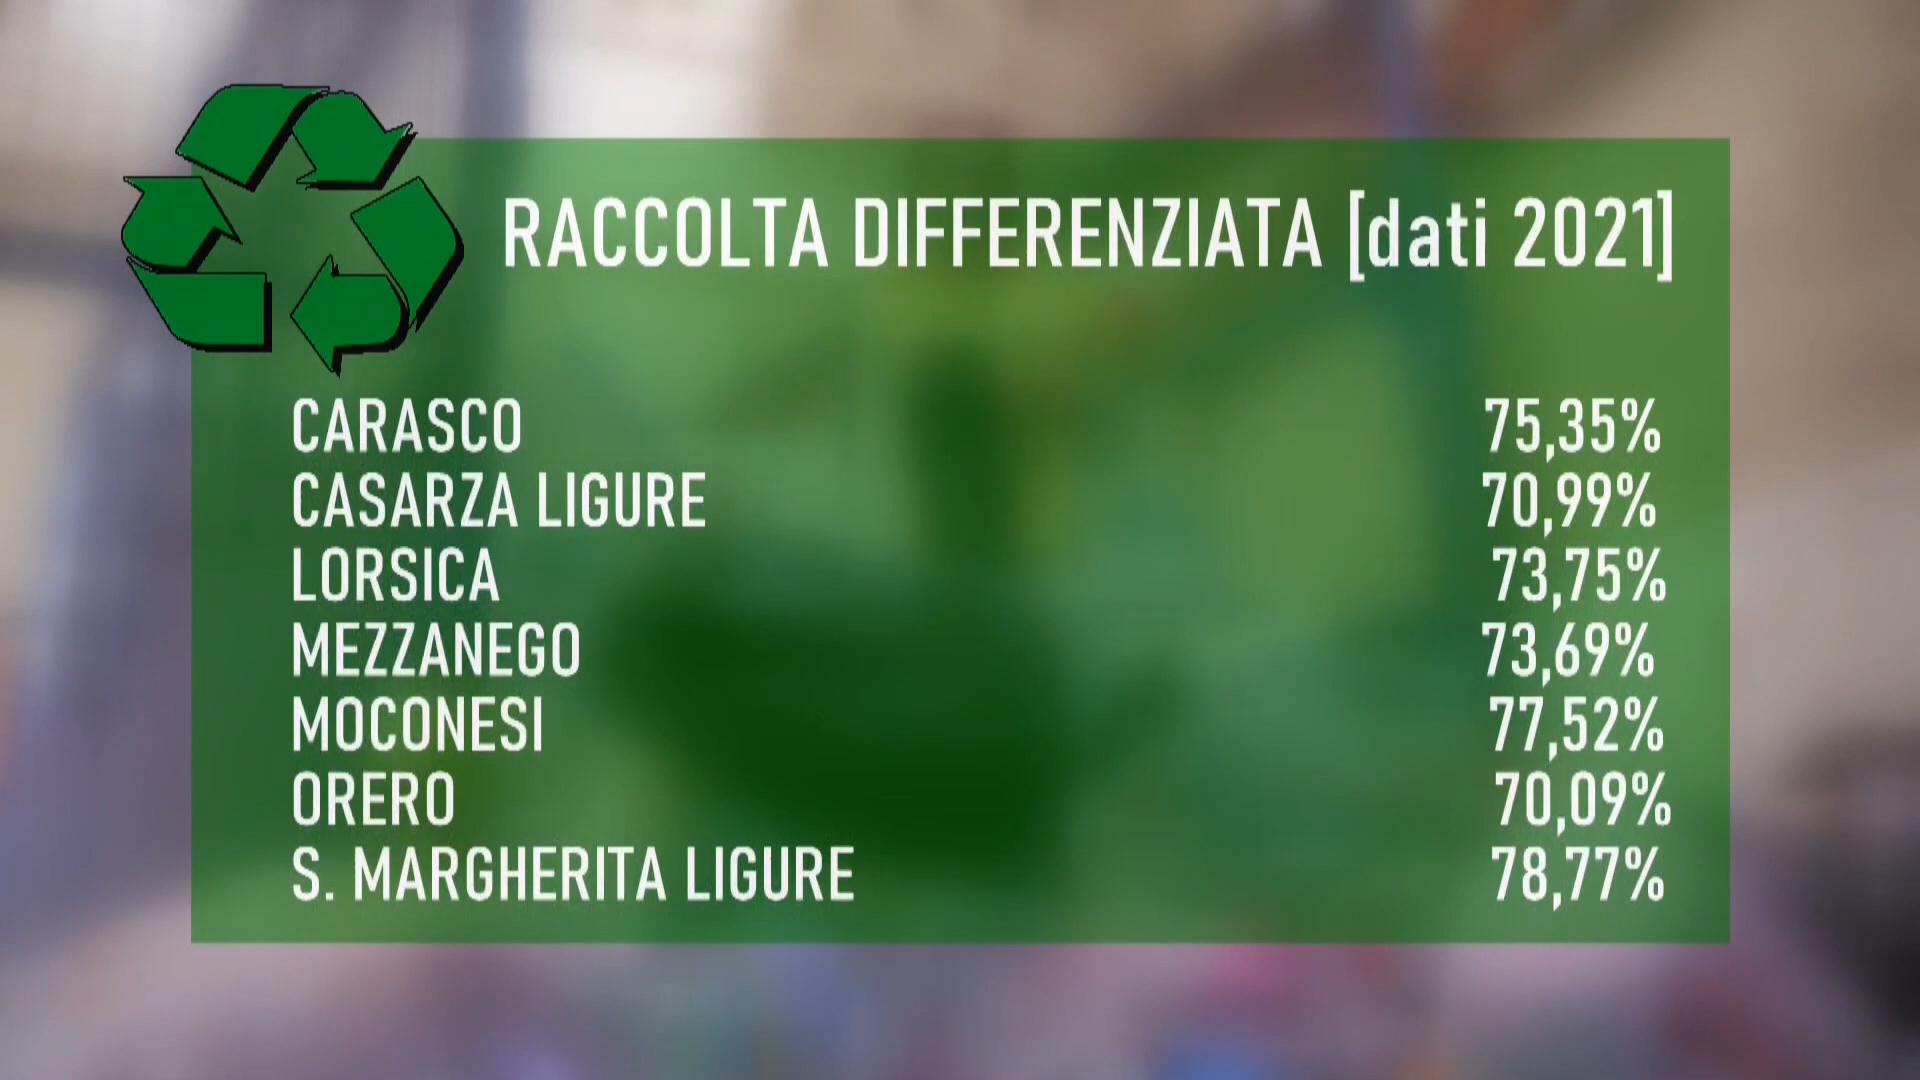 RACCOLTA DIFFERENZIATA [dati 2021]
CARASCO 75,35%
CASARZA LIGURE 70,99%
LORSICA 73,75%
MEZZANEGO 73,69%
MOCONESI 77,52%
ORERO 70,09%
S. MARGHERITA LIGURE 78,77%